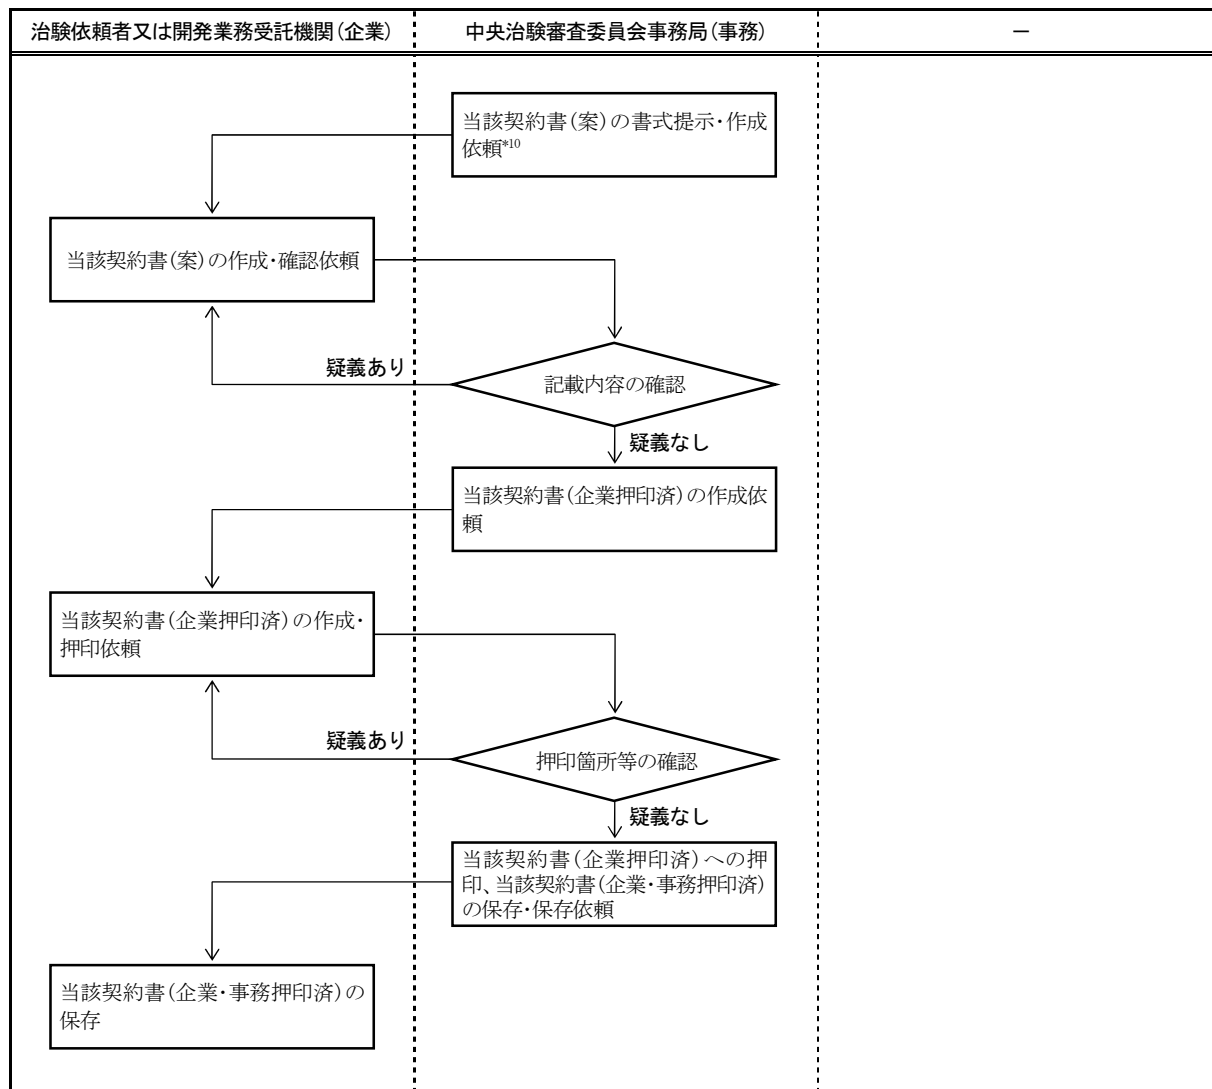 治験依頼者又は開発業務受託機関(企業)
中央治験審査委員会事務局(事務)
－
当該契約書(案)の書式提示・作成
依頼*10
当該契約書(案)の作成・確認依頼
疑義あり
記載内容の確認
疑義なし
当該契約書(企業押印済)の作成依
頼
当該契約書(企業押印済)の作成・
押印依頼
疑義あり
押印箇所等の確認
疑義なし
当該契約書(企業押印済)への押
印、当該契約書(企業・事務押印済)
の保存・保存依頼
当該契約書(企業・事務押印済)の
保存